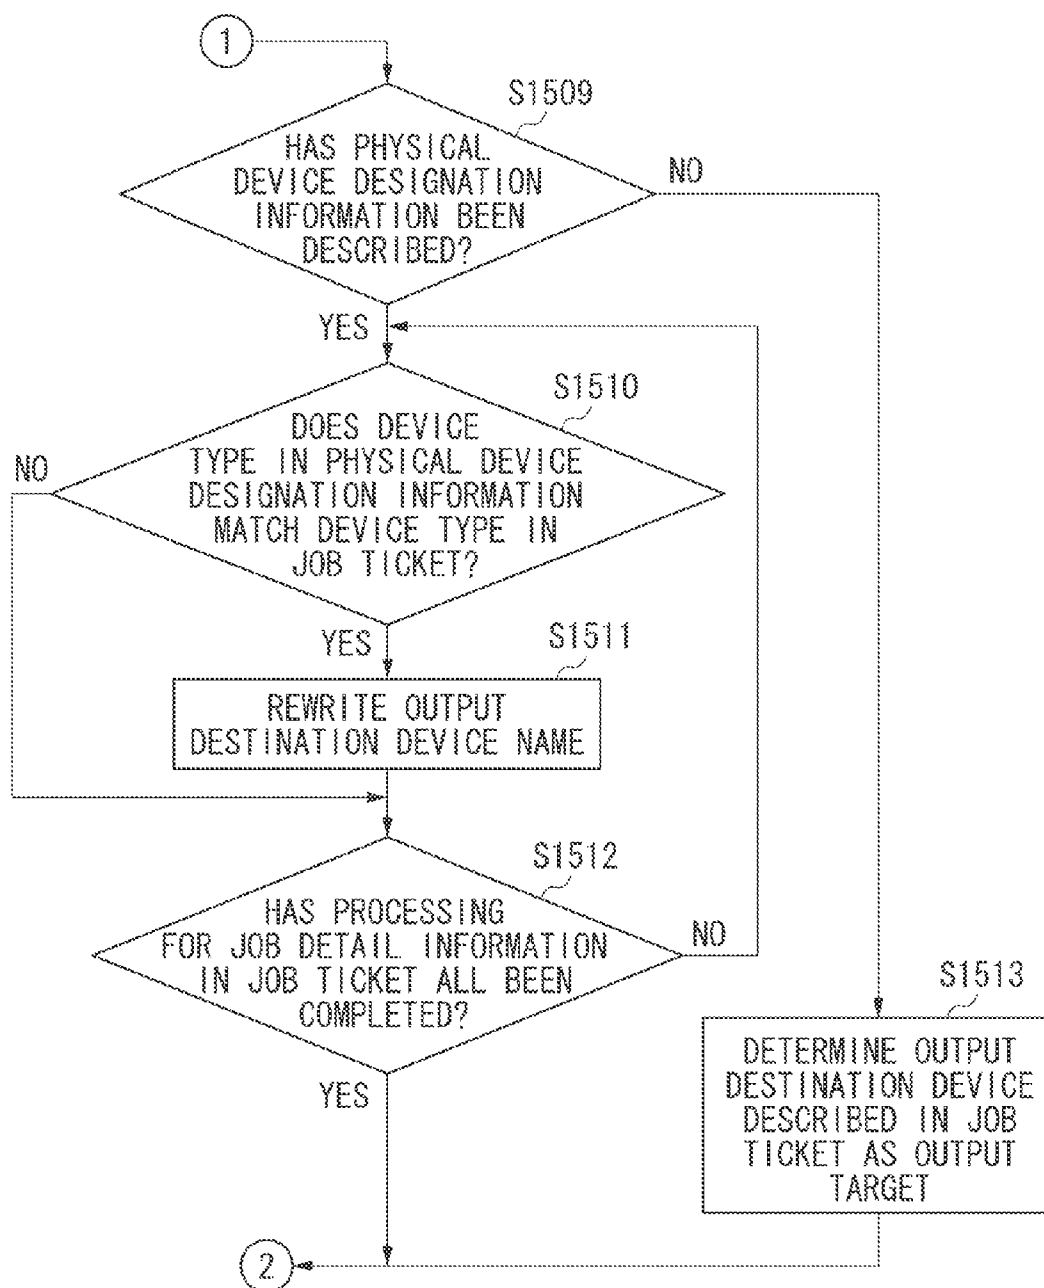 1
S1509
HAS PHYSICAL
DEVICE DESIGNATION
INFORMATION BEEN
DESCRIBED?
NO
YES
S1510
DOES DEVICE
TYPE IN PHYSICAL DEVICE
DESIGNATION INFORMATION
MATCH DEVICE TYPE IN
JOB TICKET?
NO
YES
S1511
REWRITE OUTPUT
DESTINATION DEVICE NAME
S1512
HAS PROCESSING
FOR JOB DETAIL INFORMATION
IN JOB TICKET ALL BEEN
COMPLETED?
NO
YES
S1513
DETERMINE OUTPUT
DESTINATION DEVICE
DESCRIBED IN JOB
TICKET AS OUTPUT
TARGET
2